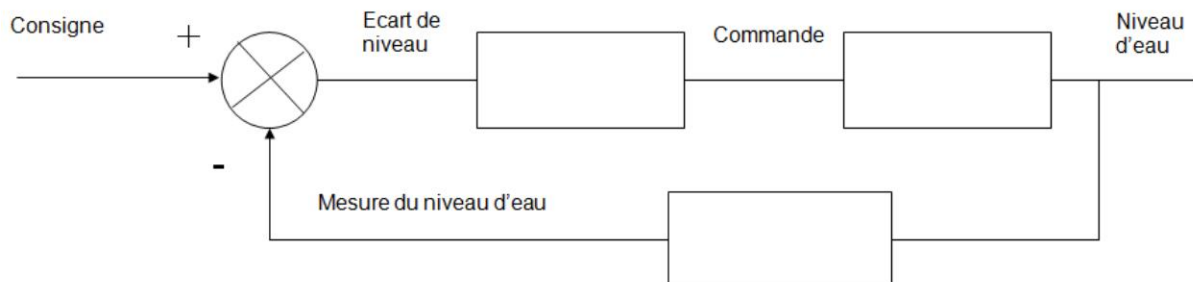 Consigne
+
Ecart de
niveau
Commande
Niveau
d'eau
-
Mesure du niveau d'eau